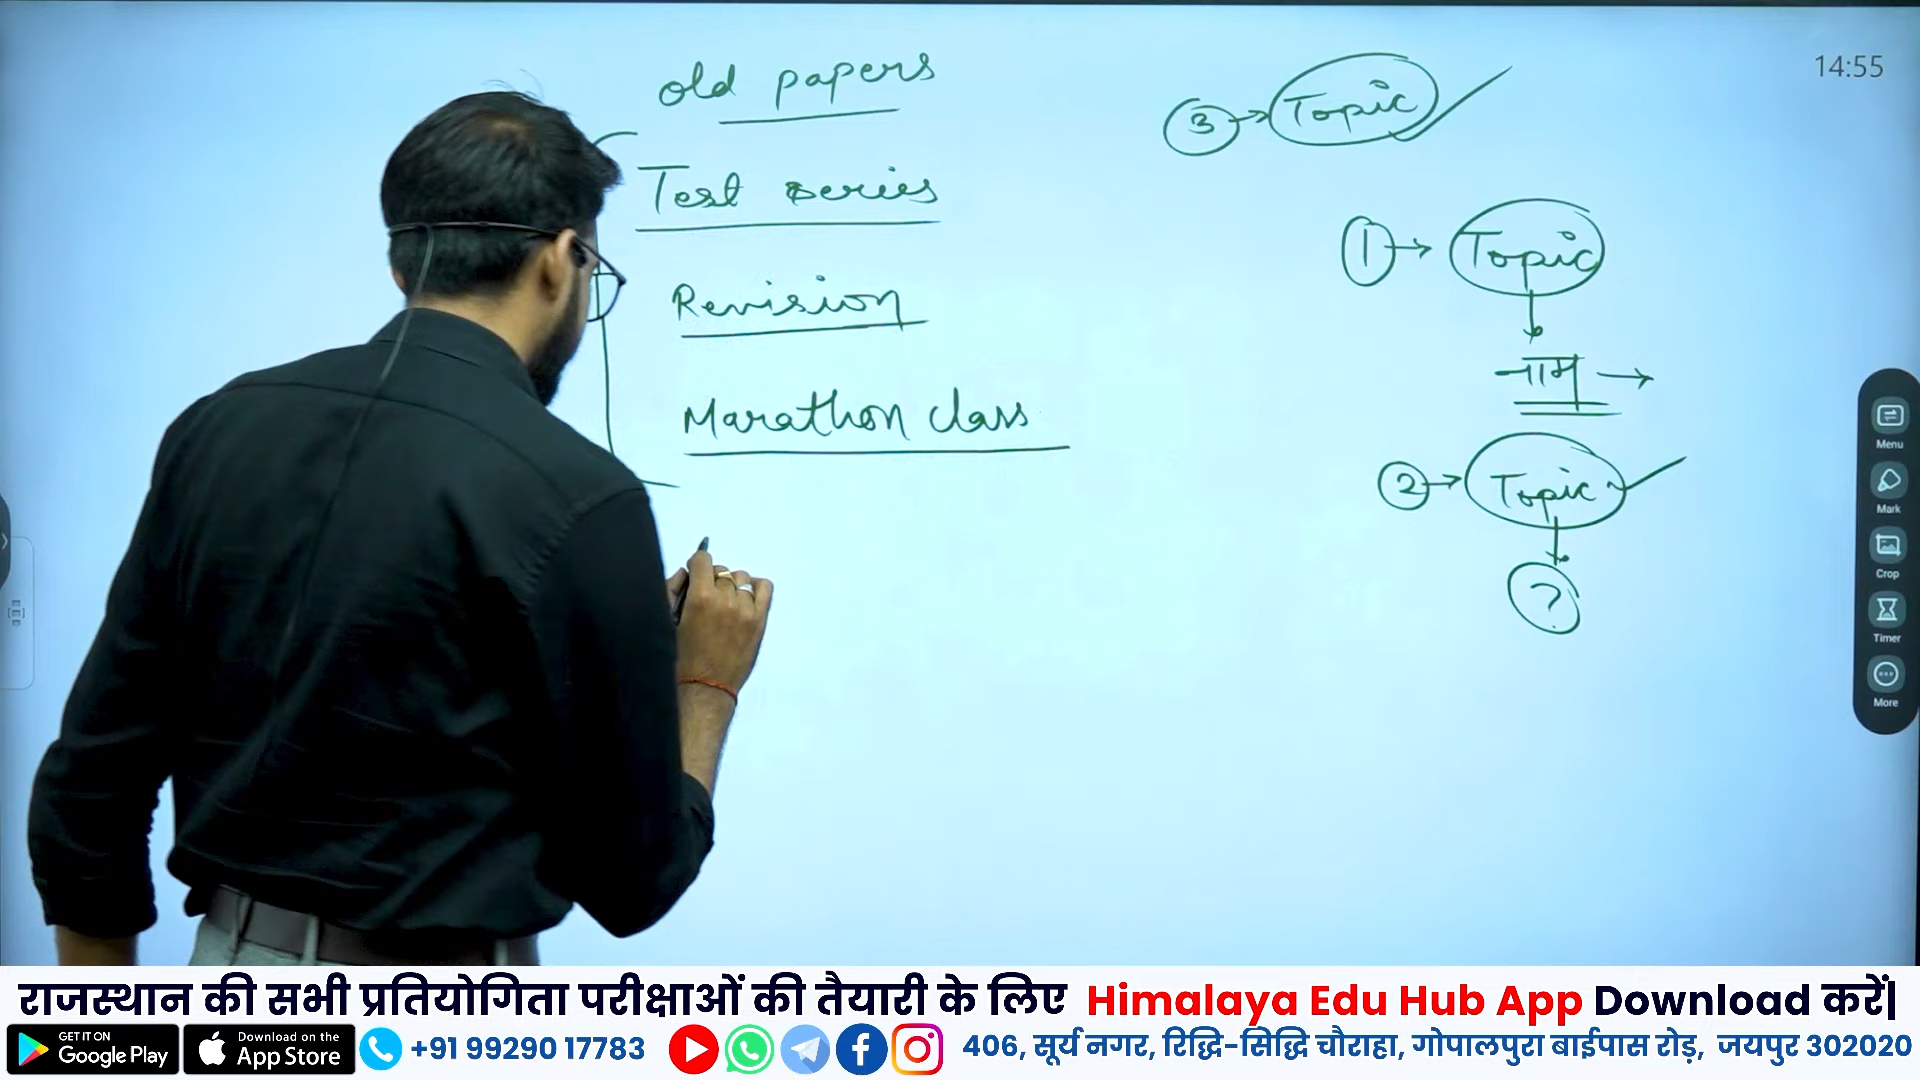 14:55
old papers
Test series
Revision
Marathon class
3 → Topic
1 → Topic
नाम →
2 → Topic
?
Menu
Mark
Crop
Timer
More
राजस्थान की सभी प्रतियोगिता परीक्षाओं की तैयारी के लिए Himalaya Edu Hub App Download करें|
GET IT ON
Google Play
Download on the
App Store
+91 99290 17783
406, सूर्य नगर, रिद्धि-सिद्धि चौराहा, गोपालपुरा बाईपास रोड़, जयपुर 302020